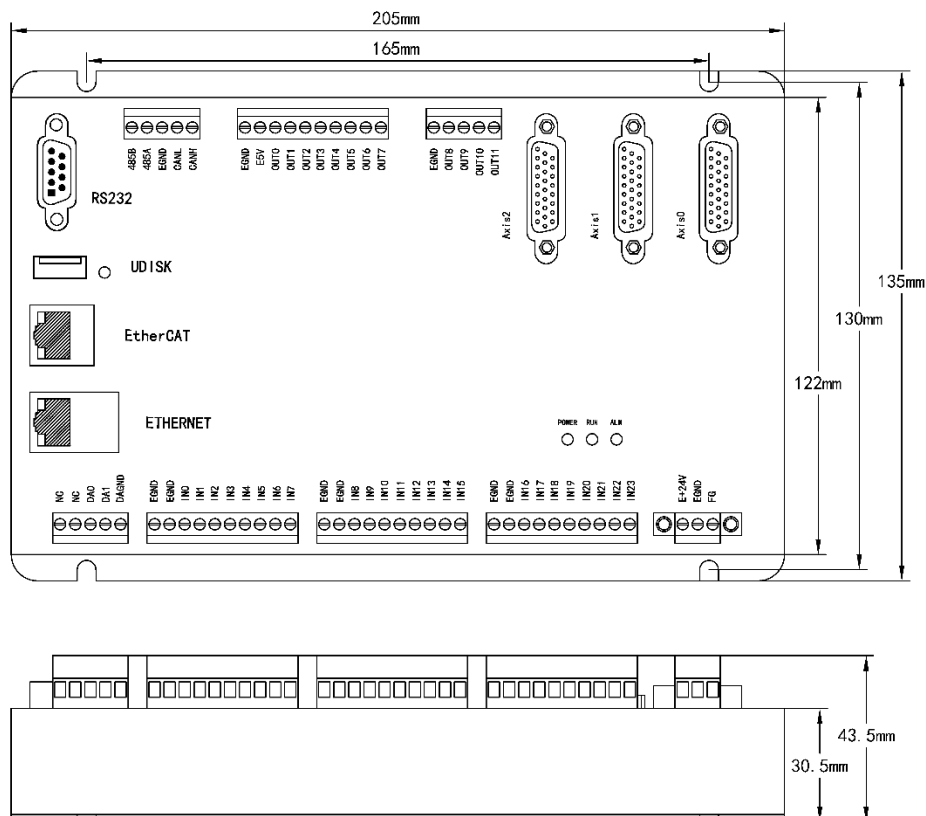 205mm
165mm
485B
485A
EGND
CANL
CANH
EGND
E5V
OUT0
OUT1
OUT2
OUT3
OUT4
OUT5
OUT6
OUT7
EGND
OUT8
OUT9
OUT10
OUT11
RS232
Axis2
Axis1
Axis0
UDISK
135mm
EtherCAT
130mm
122mm
ETHERNET
POWER RUN ALM
NC
NC
DA0
DA1
DAGND
EGND
EGND
IN0
IN1
IN2
IN3
IN4
IN5
IN6
IN7
EGND
EGND
IN8
IN9
IN10
IN11
IN12
IN13
IN14
IN15
EGND
EGND
IN16
IN17
IN18
IN19
IN20
IN21
IN22
IN23
E+24V
EGND
FG
43.5mm
30.5mm